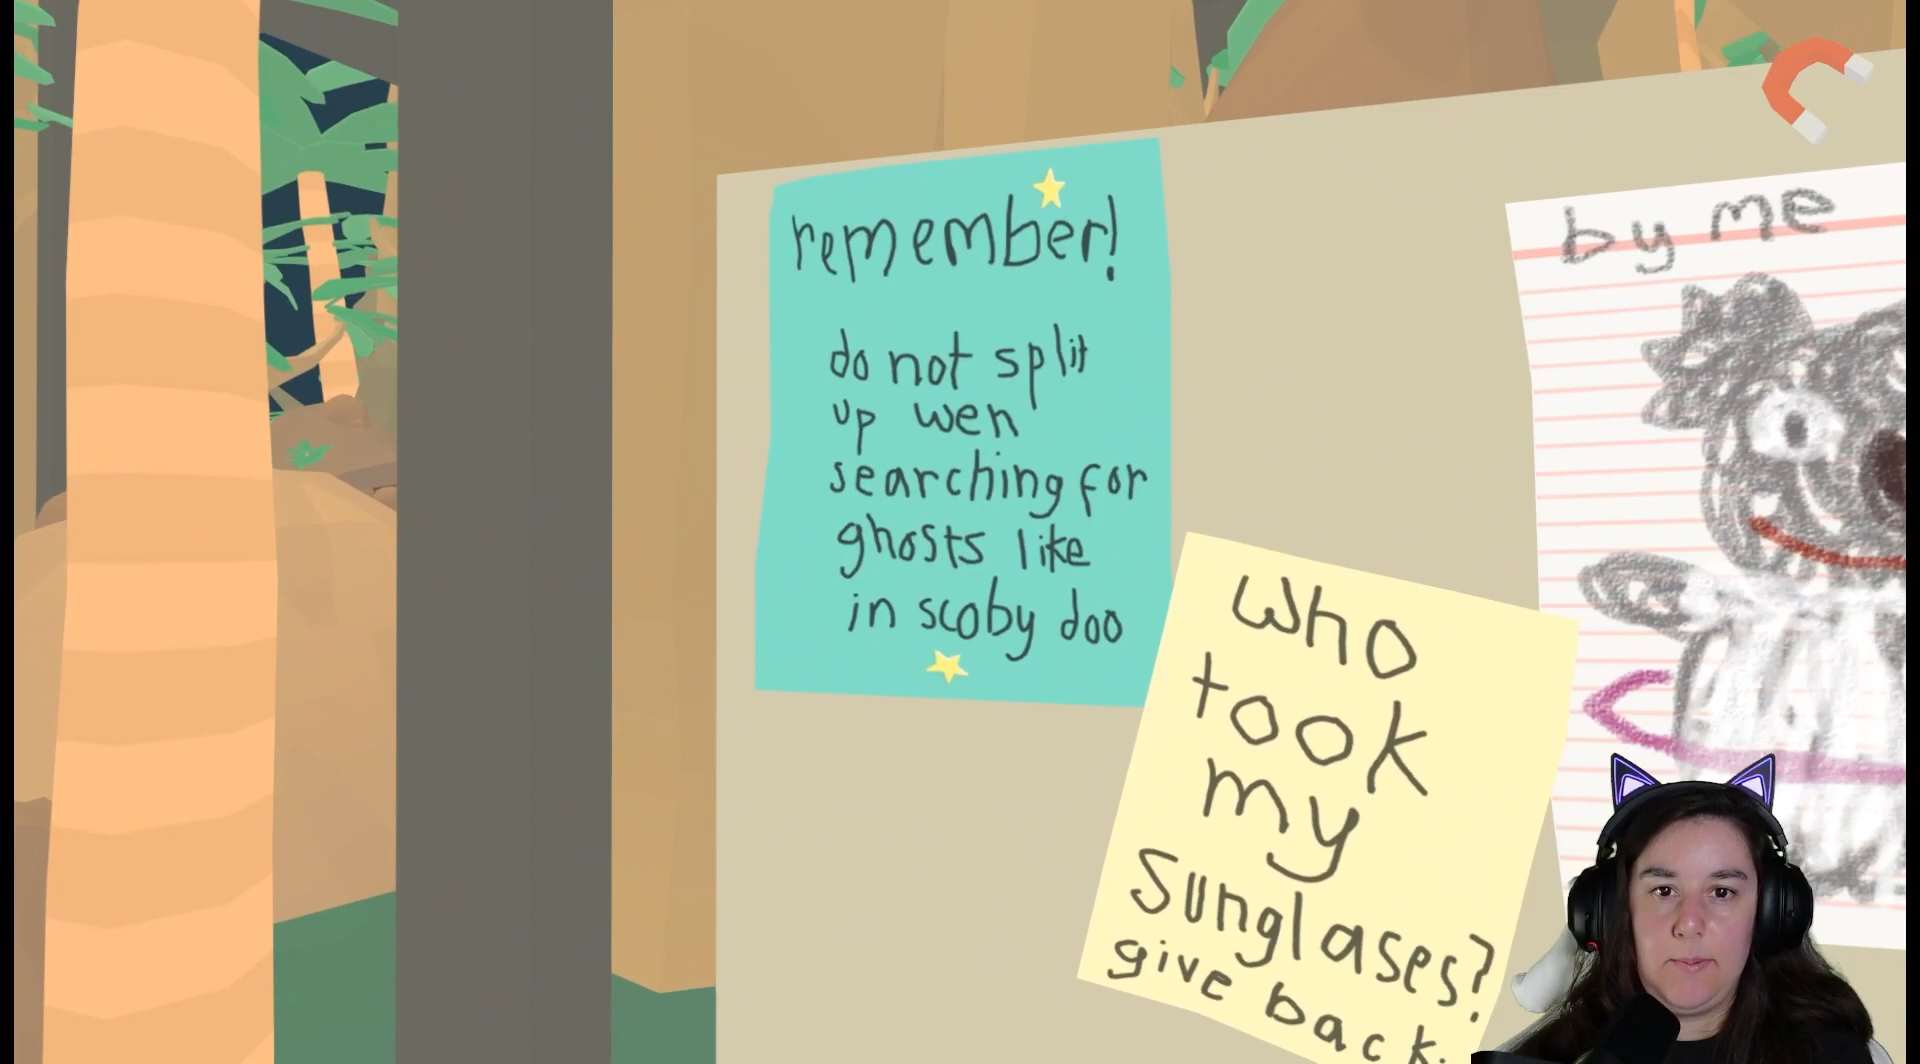 remember!
do not split
up wen
searching for
ghosts like
in scoby doo
who
took
my
sunglases?
give back.
by me